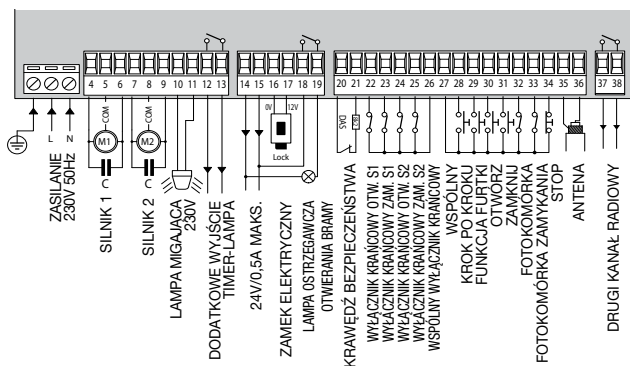 4 5 6 7 8 9 10 11 12 13
14 15 16 17 18 19
20 21 22 23 24 25 26
27 28 29 30 31 32 33 34 35 36
37 38
L N
COM COM
M1 M2
C C
0V 12V
Lock
DAS
8k2
ZASILANIE
230V 50Hz
SILNIK 1
SILNIK 2
LAMPA MIGAJĄCA
230V
DODATKOWE WYJŚCIE
TIMER-LAMPA
24V/0,5A MAKS.
ZAMEK ELEKTRYCZNY
LAMPA OSTRZEGAWCZA
OTWIERANIA BRAMY
KRAWĘDŹ BEZPIECZEŃSTWA
WYŁĄCZNIK KRAŃCOWY OTW. S1
WYŁĄCZNIK KRAŃCOWY ZAM. S1
WYŁĄCZNIK KRAŃCOWY OTW. S2
WYŁĄCZNIK KRAŃCOWY ZAM. S2
WSPÓLNY WYŁĄCZNIK KRAŃCOWY
WSPÓLNY
KROK PO KROKU
FUNKCJA FURTKI
OTWÓRZ
ZAMKNIJ
FOTOKOMÓRKA
FOTOKOMÓRKA ZAMYKANIA
STOP
ANTENA
DRUGI KANAŁ RADIOWY